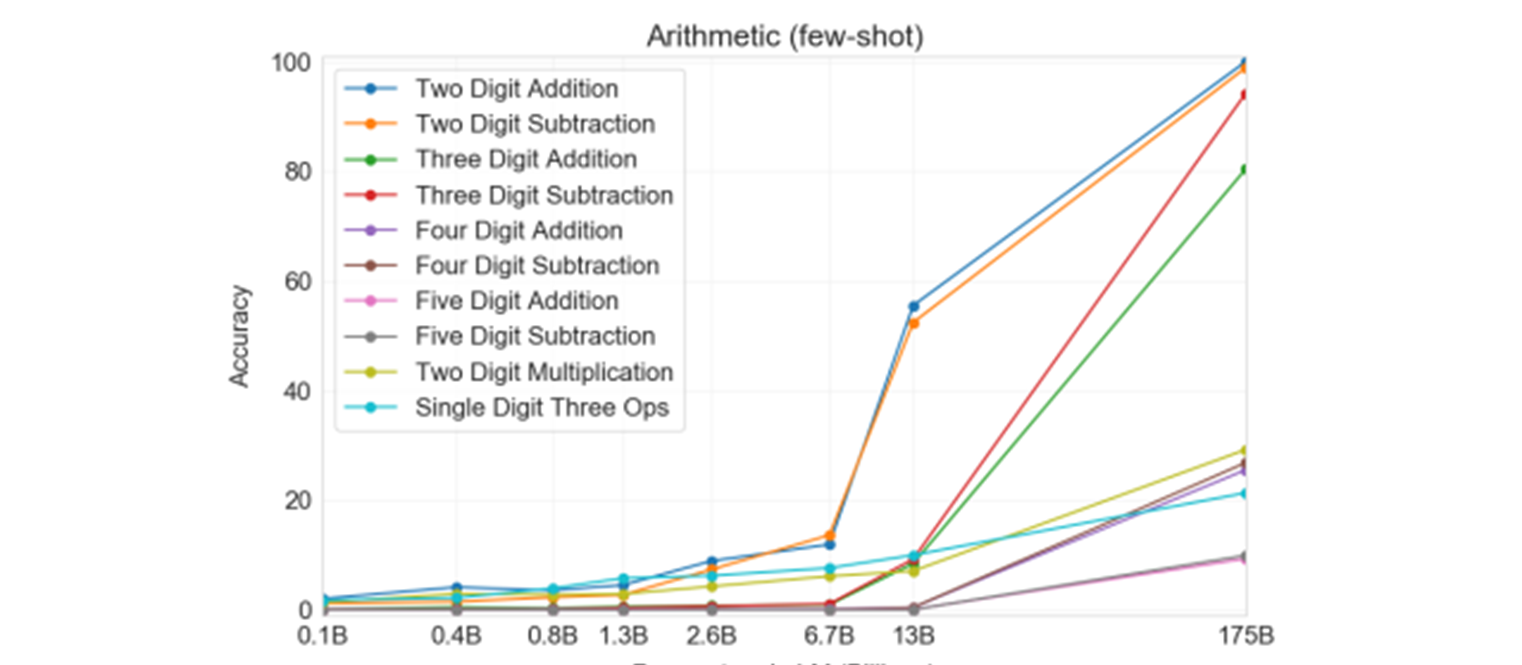 Arithmetic (few-shot)
100
80
60
40
20
0
Accuracy
Two Digit Addition
Two Digit Subtraction
Three Digit Addition
Three Digit Subtraction
Four Digit Addition
Four Digit Subtraction
Five Digit Addition
Five Digit Subtraction
Two Digit Multiplication
Single Digit Three Ops
0.1B 0.4B 0.8B 1.3B 2.6B 6.7B 13B 175B